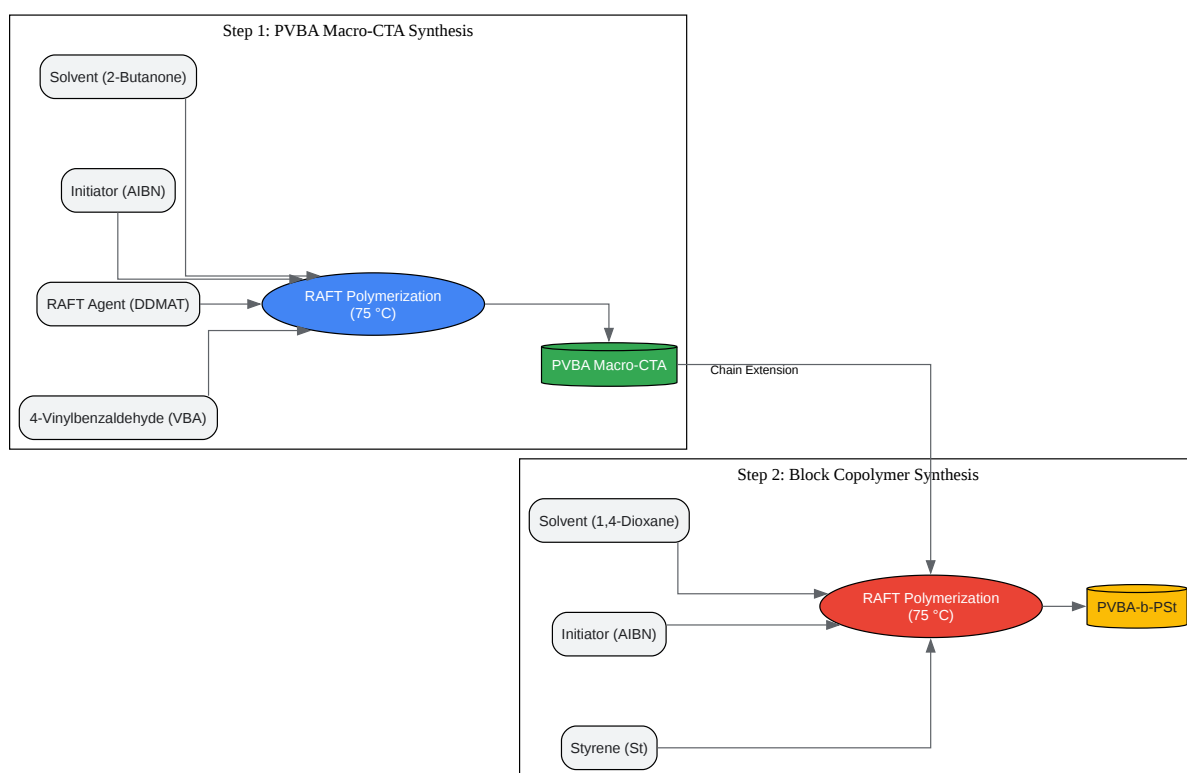 Step 1: PVBA Macro-CTA Synthesis
Solvent (2-Butanone)
Initiator (AIBN)
RAFT Agent (DDMAT)
RAFT Polymerization
(75 °C)
4-Vinylbenzaldehyde (VBA)
PVBA Macro-CTA
Chain Extension
Step 2: Block Copolymer Synthesis
Solvent (1,4-Dioxane)
Initiator (AIBN)
RAFT Polymerization
(75 °C)
PVBA-b-PSt
Styrene (St)